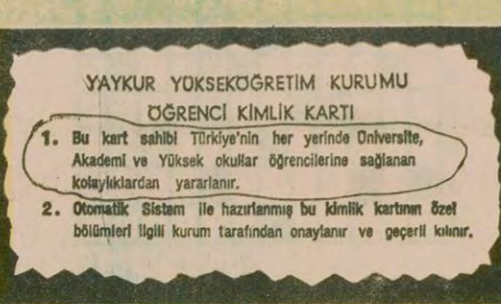 YAYKUR YÜKSEKÖĞRETİM KURUMU
ÖĞRENCİ KİMLİK KARTI
1. Bu kart sahibi Türkiye'nin her yerinde Üniversite,
Akademi ve Yüksek okullar öğrencilerine sağlanan
kolaylıklardan yararlanır.
2. Otomatik Sistem ile hazırlanmış bu kimlik kartının özel
bölümleri ilgili kurum tarafından onaylanır ve geçerli kılınır.